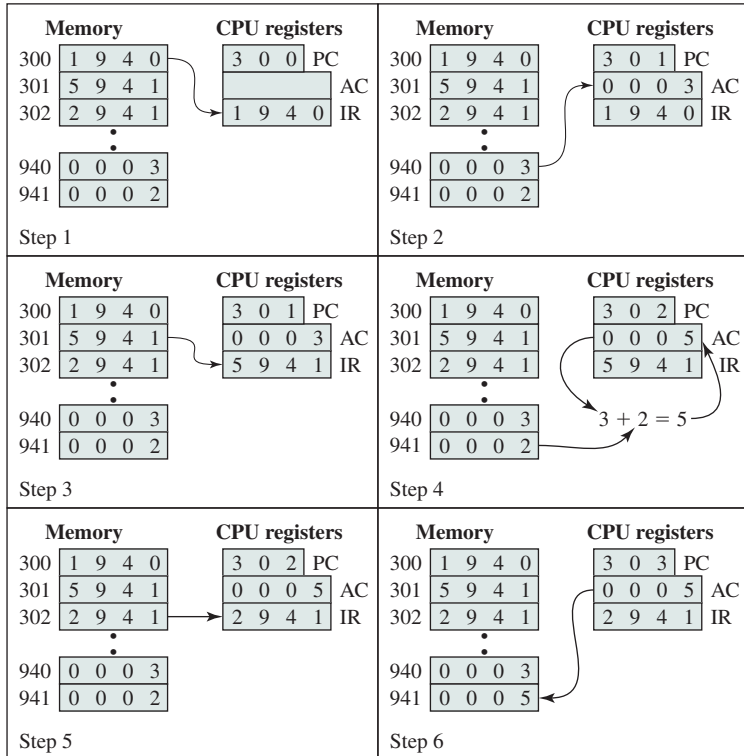 Memory CPU registers
300 1 9 4 0 3 0 0 PC
301 5 9 4 1 AC
302 2 9 4 1 1 9 4 0 IR
940 0 0 0 3
941 0 0 0 2
Step 1
Memory CPU registers
300 1 9 4 0 3 0 1 PC
301 5 9 4 1 0 0 0 3 AC
302 2 9 4 1 1 9 4 0 IR
940 0 0 0 3
941 0 0 0 2
Step 2
Memory CPU registers
300 1 9 4 0 3 0 1 PC
301 5 9 4 1 0 0 0 3 AC
302 2 9 4 1 5 9 4 1 IR
940 0 0 0 3
941 0 0 0 2
Step 3
Memory CPU registers
300 1 9 4 0 3 0 2 PC
301 5 9 4 1 0 0 0 5 AC
302 2 9 4 1 5 9 4 1 IR
940 0 0 0 3 3 + 2 = 5
941 0 0 0 2
Step 4
Memory CPU registers
300 1 9 4 0 3 0 2 PC
301 5 9 4 1 0 0 0 5 AC
302 2 9 4 1 2 9 4 1 IR
940 0 0 0 3
941 0 0 0 2
Step 5
Memory CPU registers
300 1 9 4 0 3 0 3 PC
301 5 9 4 1 0 0 0 5 AC
302 2 9 4 1 2 9 4 1 IR
940 0 0 0 3
941 0 0 0 5
Step 6